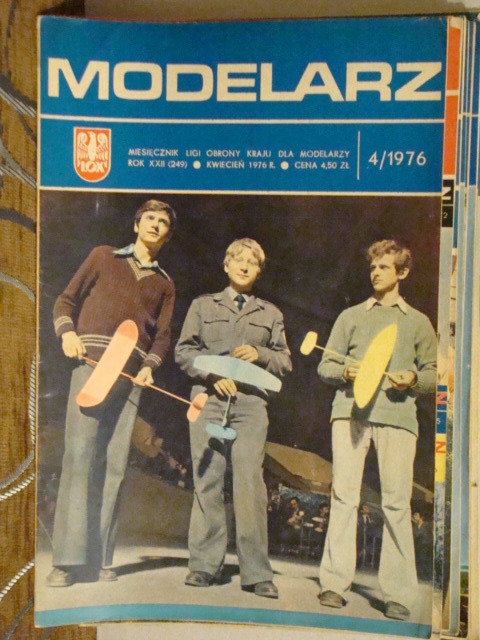 MODELARZ
LOK
MIESIĘCZNIK LIGI OBRONY KRAJU DLA MODELARZY
ROK XXII (249) ● KWIECIEŃ 1976 R. ● CENA 4,50 ZŁ
4/1976